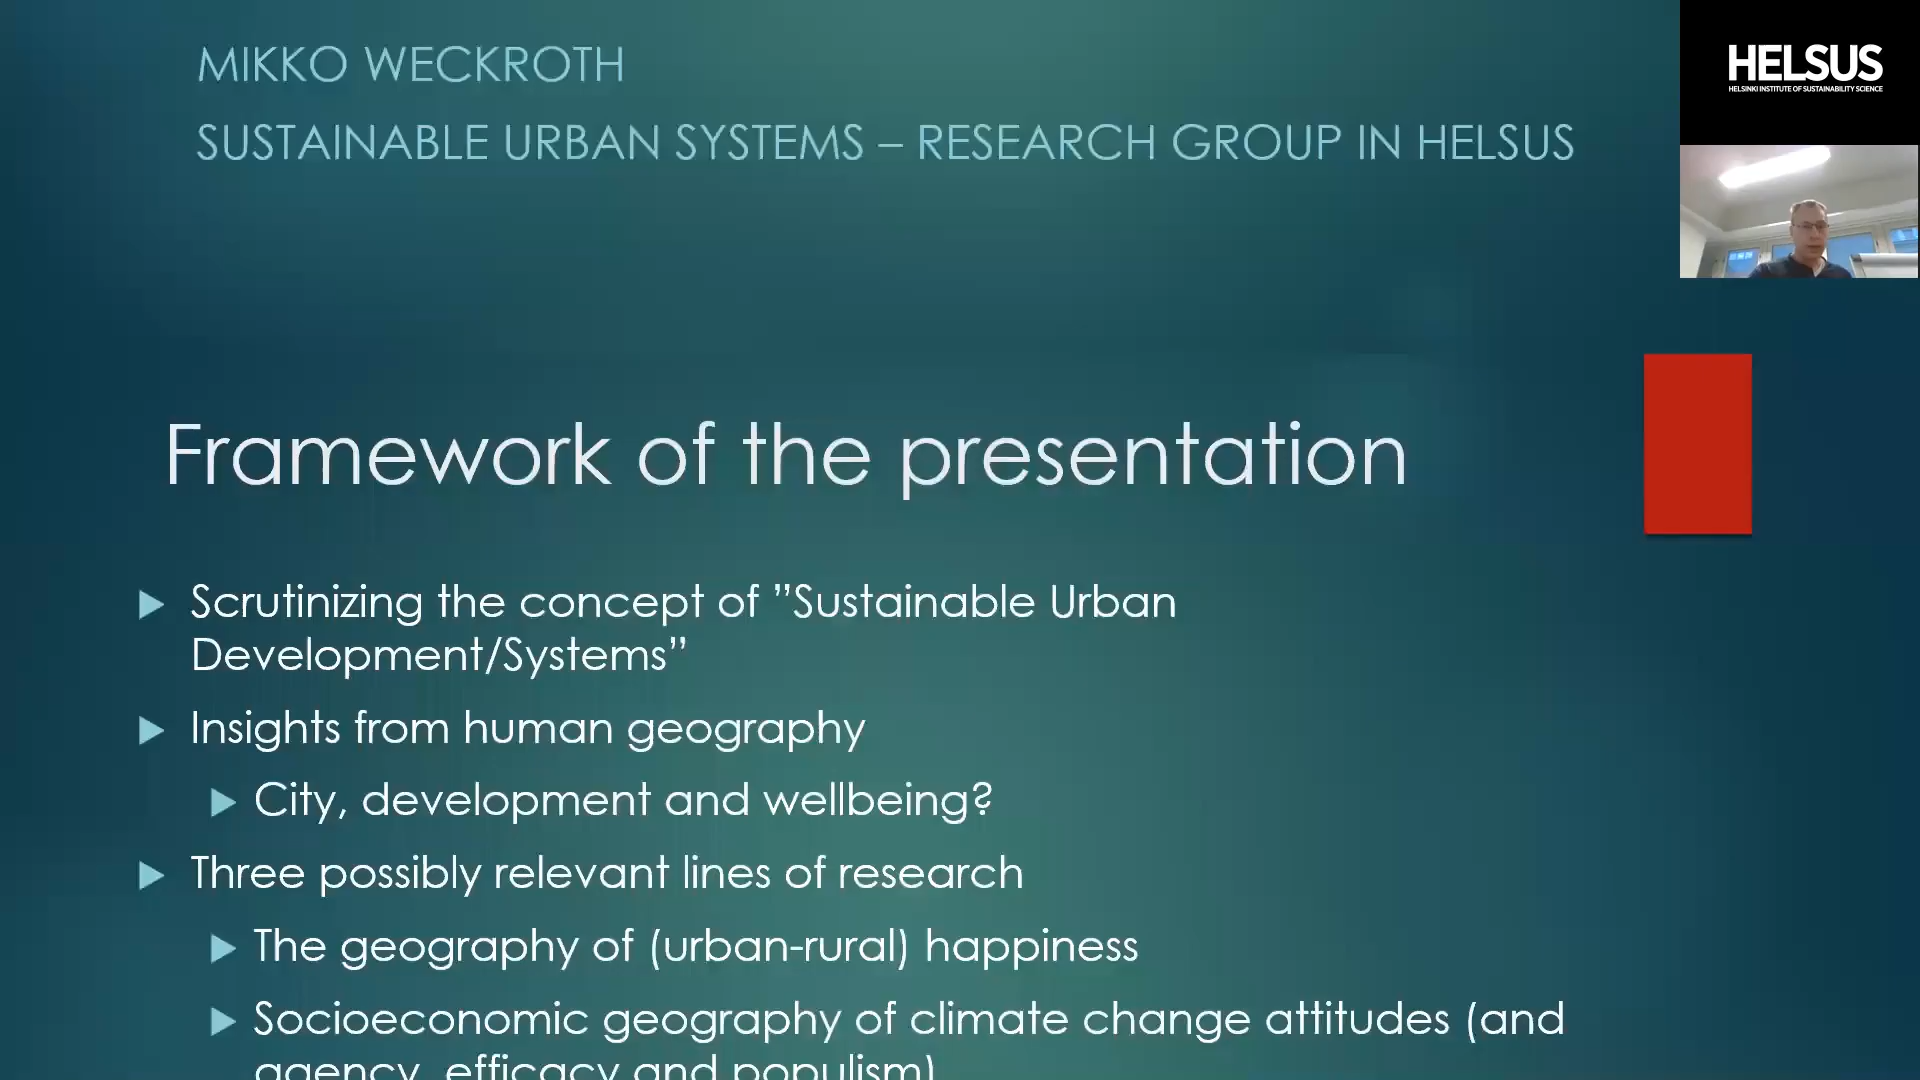 MIKKO WECKROTH
SUSTAINABLE URBAN SYSTEMS – RESEARCH GROUP IN HELSUS
HELSUS
HELSINKI INSTITUTE OF SUSTAINABILITY SCIENCE
Framework of the presentation
Scrutinizing the concept of ”Sustainable Urban
Development/Systems”
Insights from human geography
City, development and wellbeing?
Three possibly relevant lines of research
The geography of (urban-rural) happiness
Socioeconomic geography of climate change attitudes (and
agency, efficacy and populism)